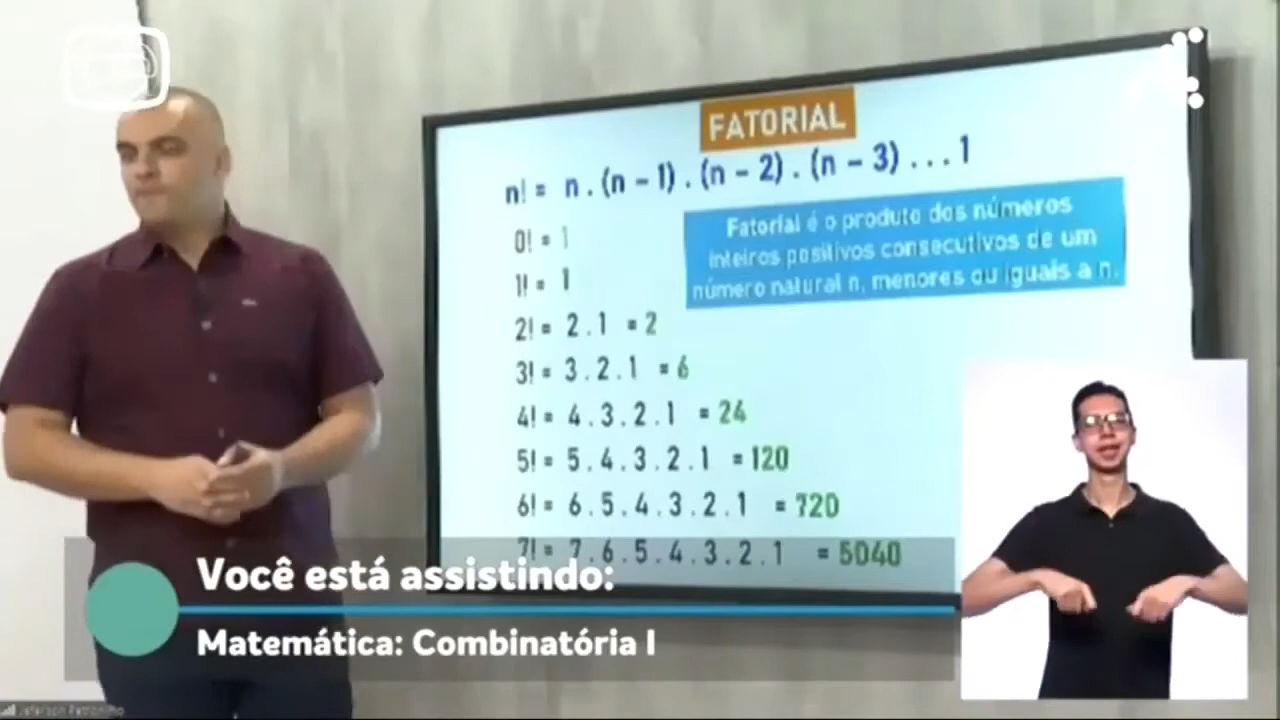 FATORIAL
n! = n . (n – 1) . (n – 2) . (n – 3) . . . 1
Fatorial é o produto dos números
inteiros positivos consecutivos de um
número natural n, menores ou iguais a n.
0! = 1
1! = 1
2! = 2 . 1 = 2
3! = 3 . 2 . 1 = 6
4! = 4 . 3 . 2 . 1 = 24
5! = 5 . 4 . 3 . 2 . 1 = 120
6! = 6 . 5 . 4 . 3 . 2 . 1 = 720
7! = 7 . 6 . 5 . 4 . 3 . 2 . 1 = 5040
Você está assistindo:
Matemática: Combinatória I